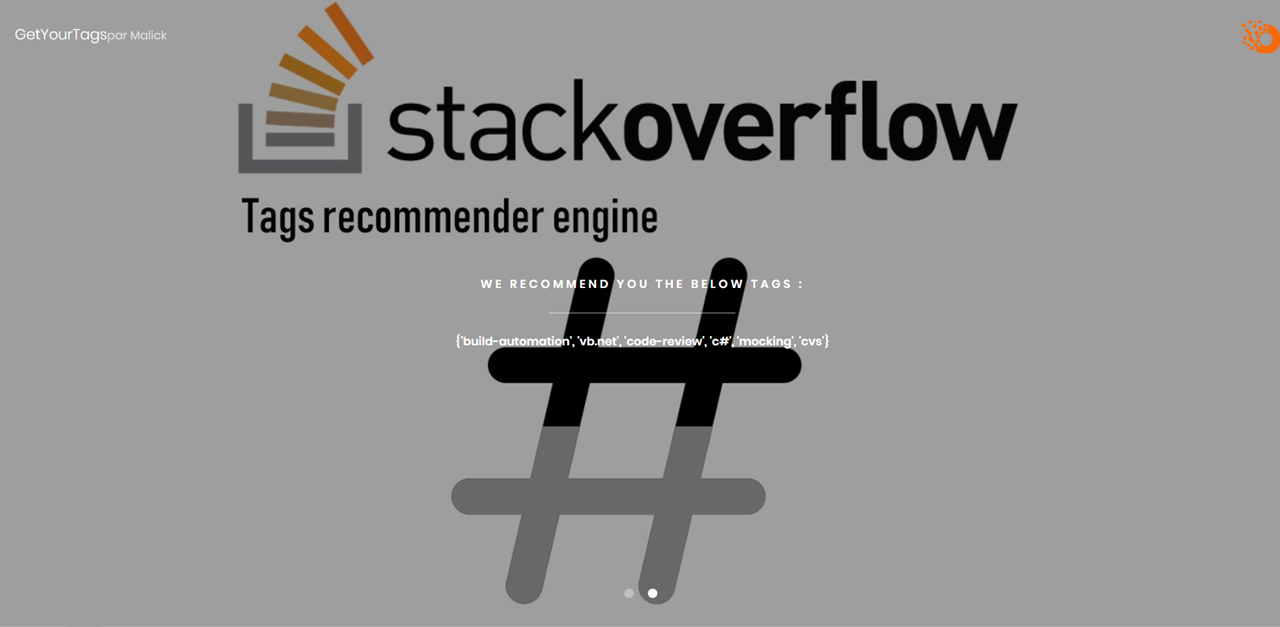 GetYourTagspar Malick
stackoverflow
Tags recommender engine
WE RECOMMEND YOU THE BELOW TAGS :
{'build-automation', 'vb.net', 'code-review', 'c#', 'mocking', 'cvs'}